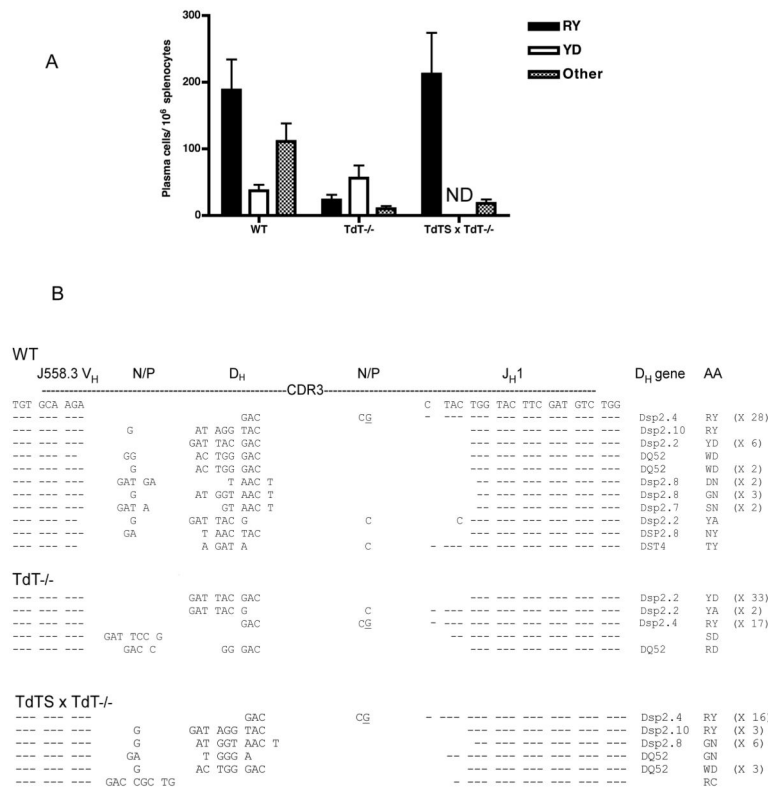 A
Plasma cells/ 10⁶ splenocytes
300
200
100
0
WT
TdT-/-
TdTS x TdT-/-
ND
RY
YD
Other
B
WT
J558.3 V_H N/P D_H N/P J_H1 D_H gene AA
CDR3
TGT GCA AGA C TAC TGG TAC TTC GAT GTC TGG
--- --- --- GAC CG - --- --- --- --- --- --- --- Dsp2.4 RY (X 28)
--- --- --- G AT AGG TAC --- --- --- --- --- --- Dsp2.10 RY
--- --- --- GAT TAC GAC --- --- --- --- --- --- Dsp2.2 YD (X 6)
--- --- -- GG AC TGG GAC --- --- --- --- --- --- DQ52 WD
--- --- --- G AC TGG GAC --- --- --- --- --- --- DQ52 WD (X 2)
--- --- --- GAT GA T AAC T -- --- --- --- --- --- Dsp2.8 DN (X 2)
--- --- --- G AT GGT AAC T -- --- --- --- --- --- Dsp2.8 GN (X 3)
--- --- --- GAT A GT AAC T -- --- --- --- --- --- Dsp2.7 SN (X 2)
--- --- --- G GAT TAC G C C --- --- --- --- --- --- Dsp2.2 YA
--- --- -- GA T AAC TAC --- --- --- --- --- --- DSP2.8 NY
--- --- -- A GAT A C - --- --- --- --- --- --- --- DST4 TY
TdT-/-
--- --- --- GAT TAC GAC --- --- --- --- --- --- Dsp2.2 YD (X 33)
--- --- --- GAT TAC G C - --- --- --- --- --- --- --- Dsp2.2 YA (X 2)
--- --- --- GAC CG - --- --- --- --- --- --- --- Dsp2.4 RY (X 17)
--- --- --- GAT TCC G -- --- --- --- --- --- --- SD
--- --- --- GAC C GG GAC --- --- --- --- --- --- DQ52 RD
TdTS x TdT-/-
--- --- --- GAC CG - --- --- --- --- --- --- --- Dsp2.4 RY (X 16)
--- --- --- G GAT AGG TAC --- --- --- --- --- --- Dsp2.10 RY (X 3)
--- --- --- G AT GGT AAC T -- --- --- --- --- --- Dsp2.8 GN (X 6)
--- --- -- GA T GGG A -- --- --- --- --- --- --- DQ52 GN
--- --- --- G AC TGG GAC --- --- --- --- --- --- DQ52 WD (X 3)
--- --- --- GAC CGC TG - --- --- --- --- --- --- RC